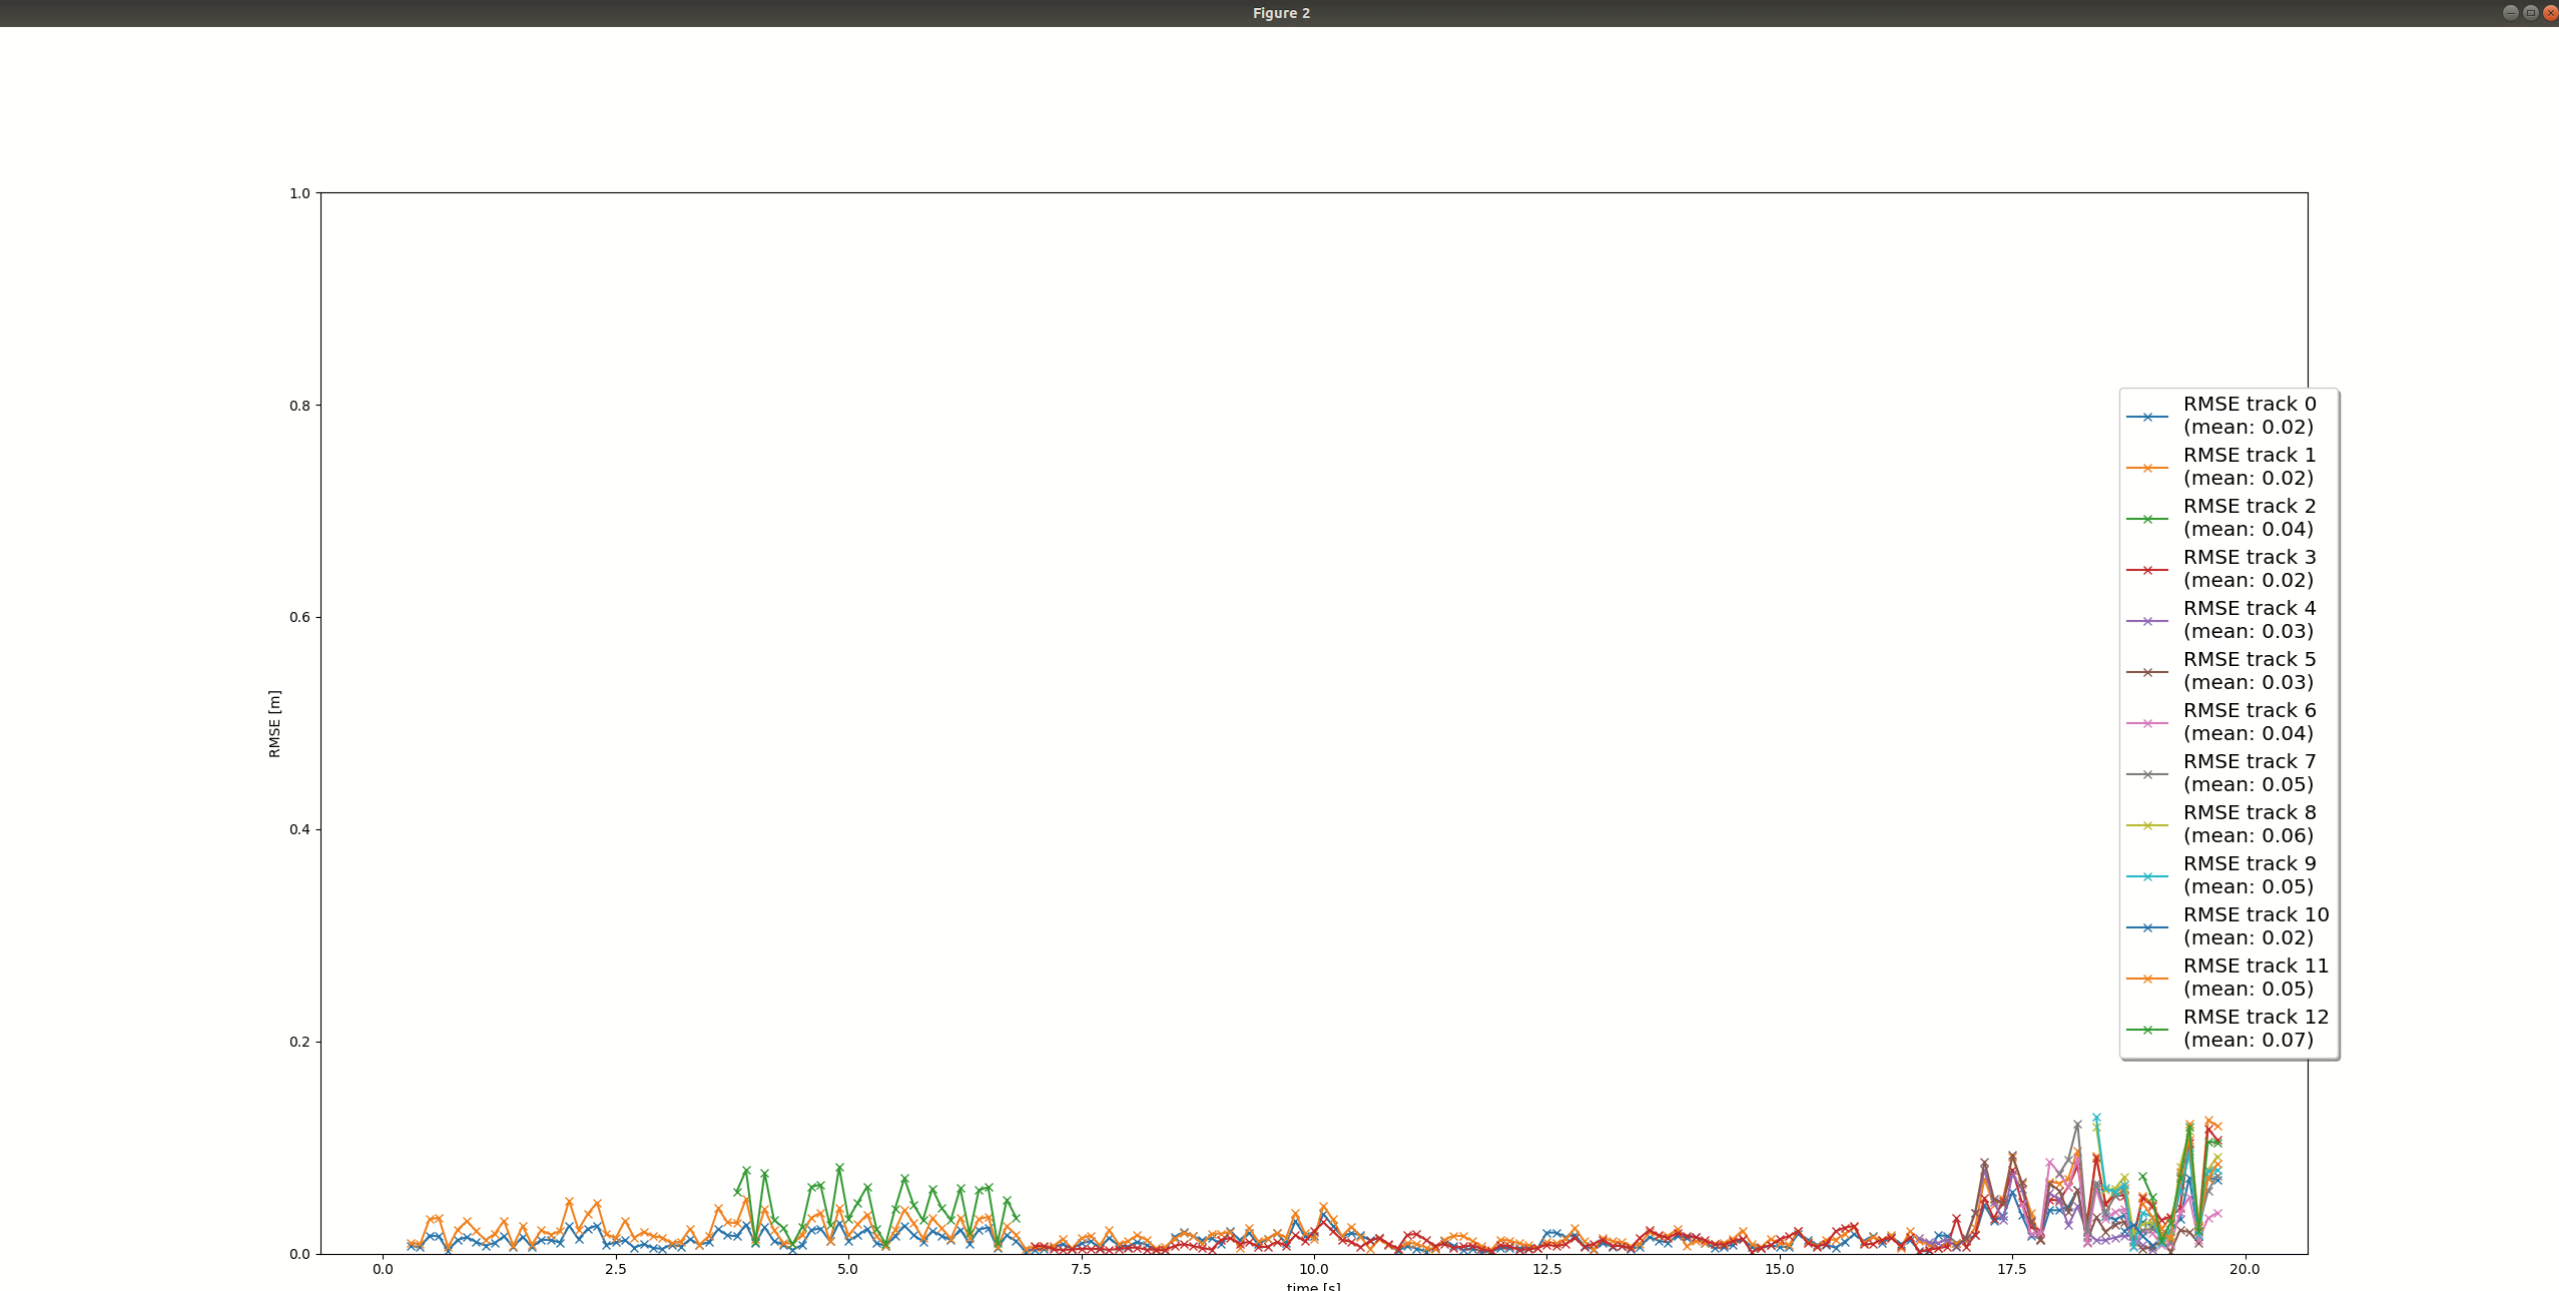 Figure 2
1.0
0.8
0.6
0.4
0.2
0.0
RMSE [m]
0.0
2.5
5.0
7.5
10.0
12.5
15.0
17.5
20.0
time [s]
RMSE track 0
(mean: 0.02)
RMSE track 1
(mean: 0.02)
RMSE track 2
(mean: 0.04)
RMSE track 3
(mean: 0.02)
RMSE track 4
(mean: 0.03)
RMSE track 5
(mean: 0.03)
RMSE track 6
(mean: 0.04)
RMSE track 7
(mean: 0.05)
RMSE track 8
(mean: 0.06)
RMSE track 9
(mean: 0.05)
RMSE track 10
(mean: 0.02)
RMSE track 11
(mean: 0.05)
RMSE track 12
(mean: 0.07)